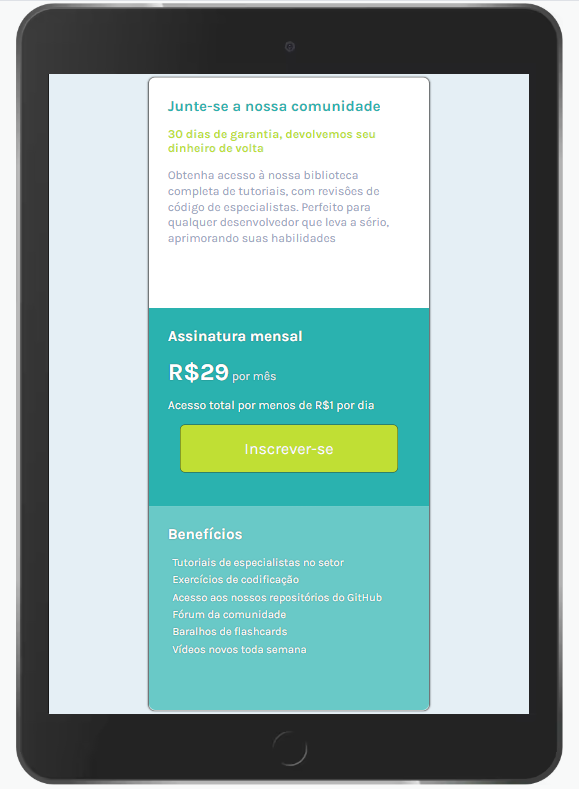 Junte-se a nossa comunidade
30 dias de garantia, devolvemos seu
dinheiro de volta
Obtenha acesso à nossa biblioteca
completa de tutoriais, com revisões de
código de especialistas. Perfeito para
qualquer desenvolvedor que leva a sério,
aprimorando suas habilidades
Assinatura mensal
R$29 por mês
Acesso total por menos de R$1 por dia
Inscrever-se
Benefícios
Tutoriais de especialistas no setor
Exercícios de codificação
Acesso aos nossos repositórios do GitHub
Fórum da comunidade
Baralhos de flashcards
Vídeos novos toda semana